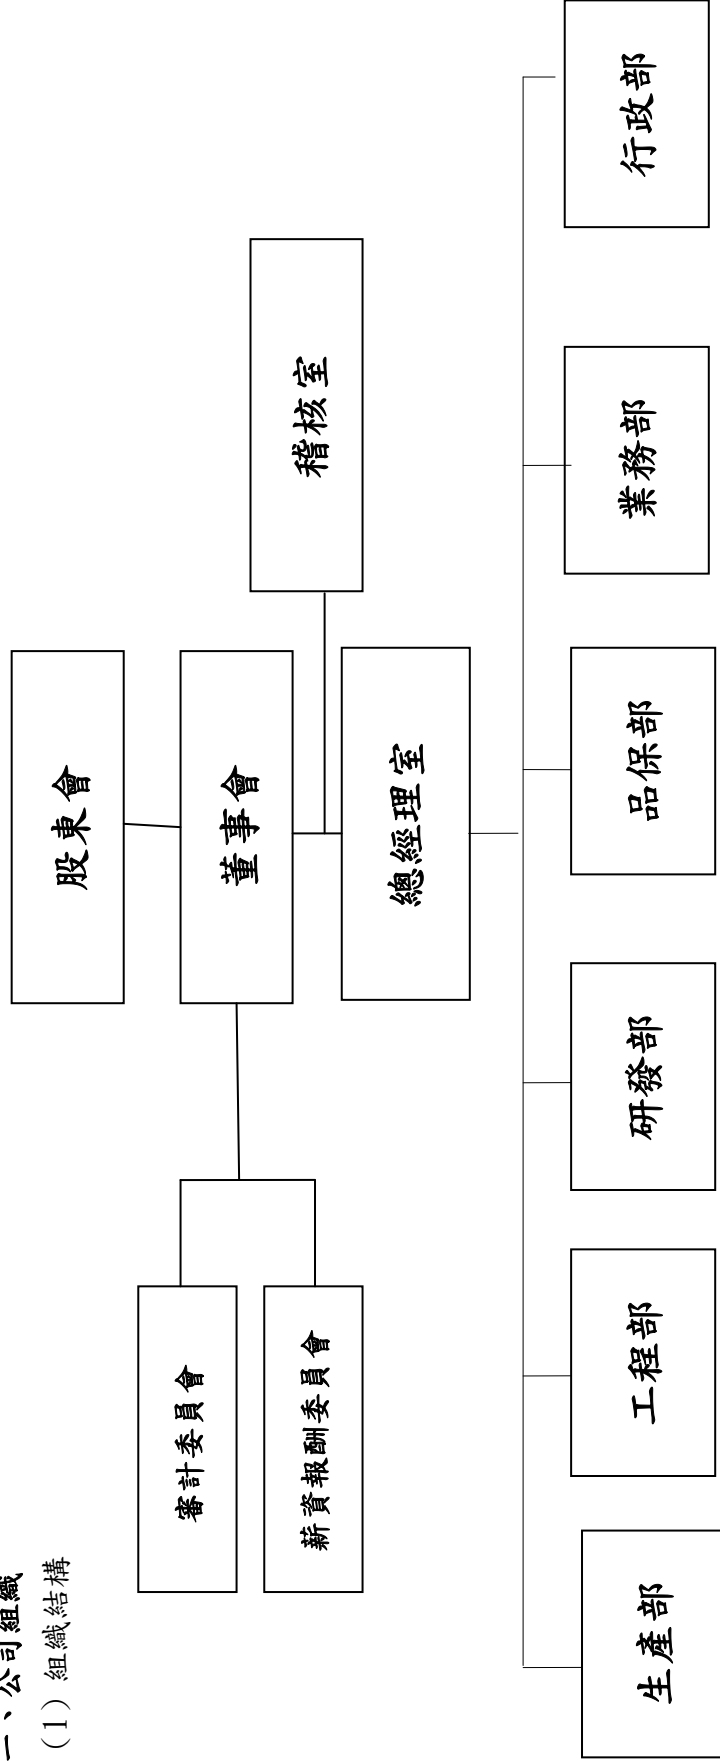 一、公司組織
（1）組織結構
股東會
董事會
審計委員會
薪資報酬委員會
稽核室
總經理室
生產部
工程部
研發部
品保部
業務部
行政部